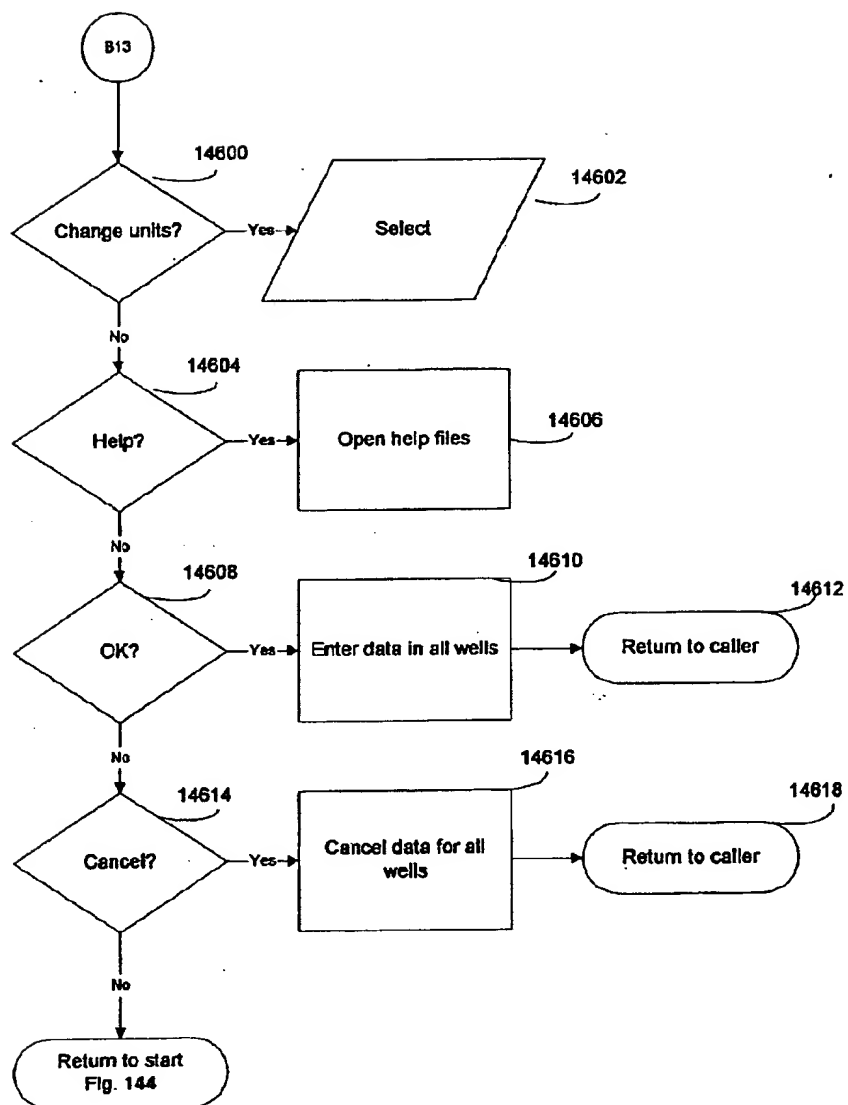 B13
14600
14602
Change units?
Yes
Select
No
14604
14606
Help?
Yes
Open help files
No
14608
14610
14612
OK?
Yes
Enter data in all wells
Return to caller
No
14614
14616
14618
Cancel?
Yes
Cancel data for all
wells
Return to caller
No
Return to start
Fig. 144